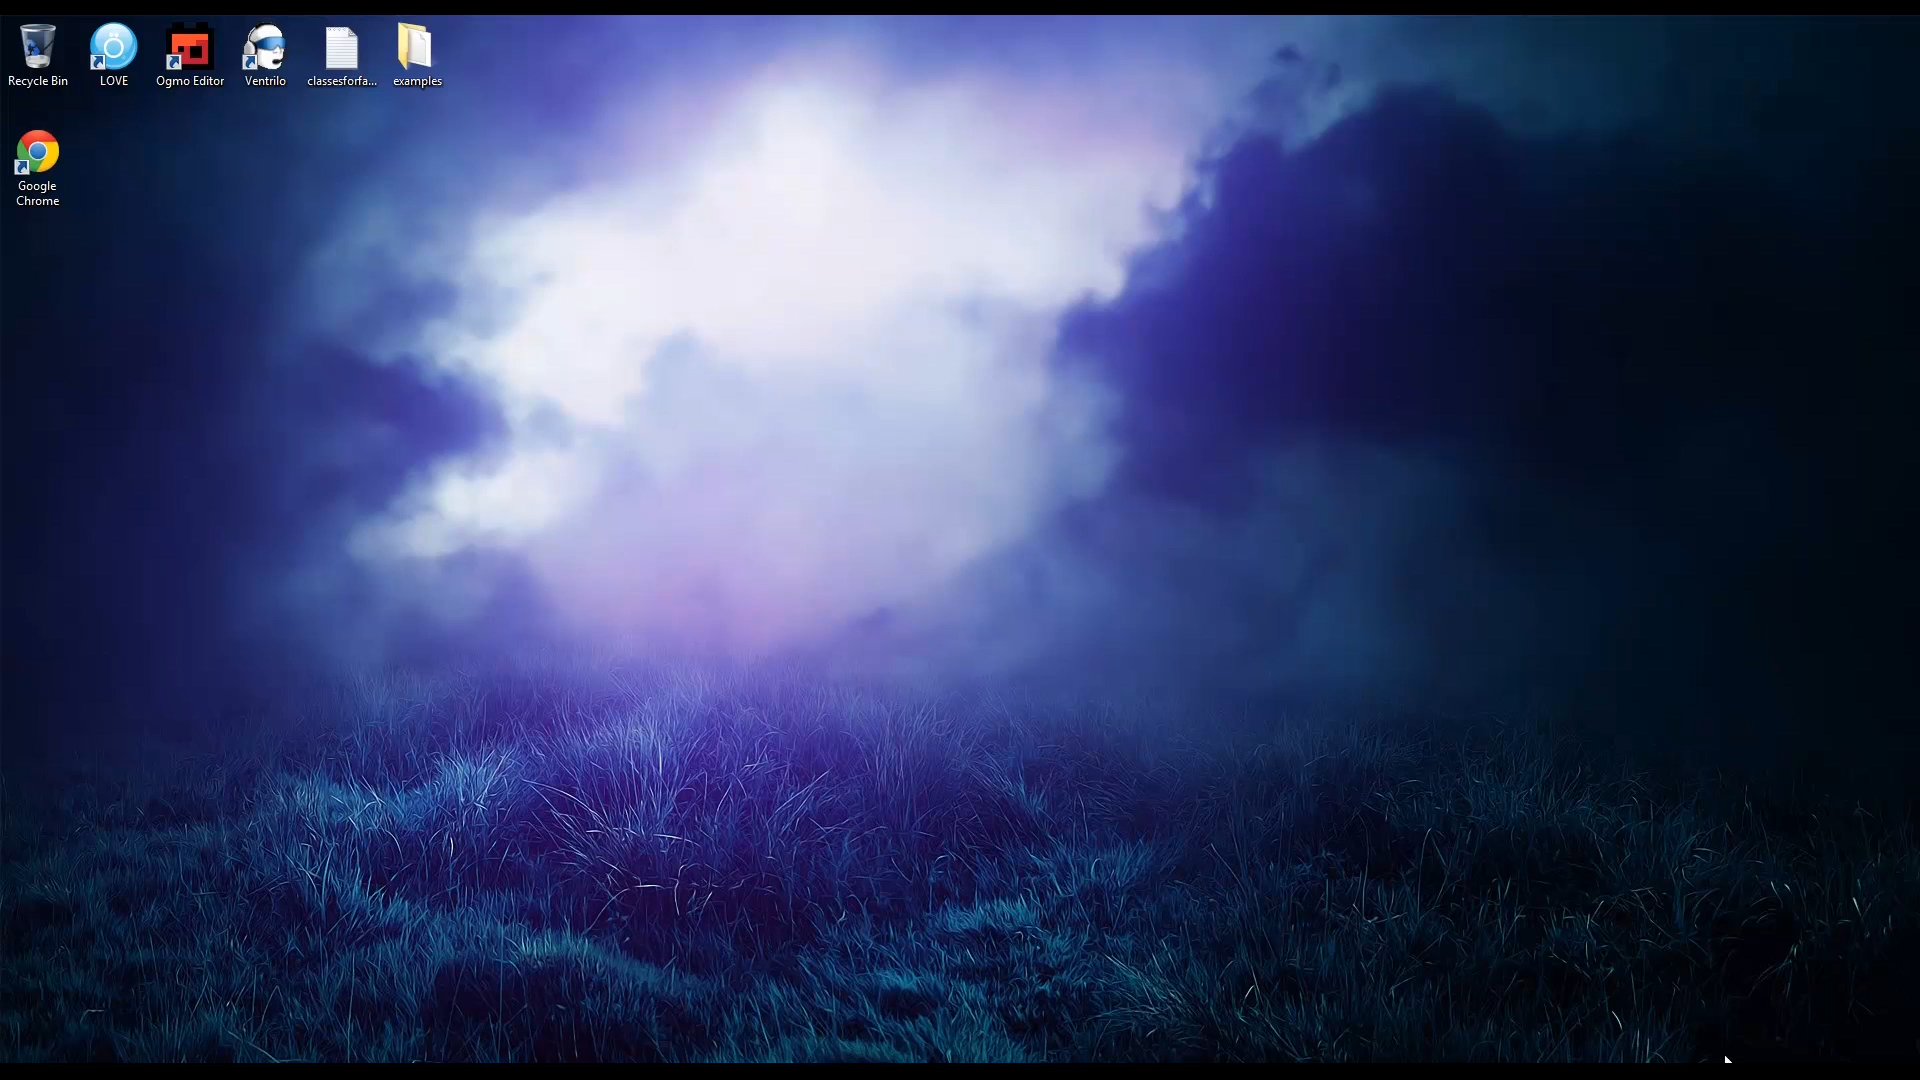 Recycle Bin
LOVE
Ogmo Editor
Ventrilo
classesforfa...
examples
Google
Chrome